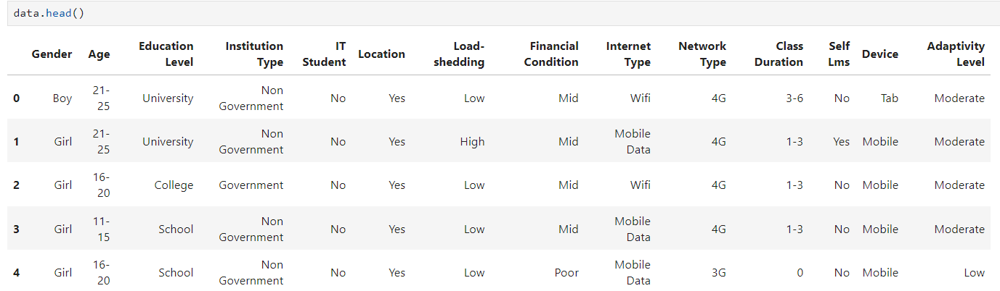 data.head()
Gender Age Education Level Institution Type IT Student Location Load-shedding Financial Condition Internet Type Network Type Class Duration Self Lms Device Adaptivity Level
0 Boy 21-25 University Non Government No Yes Low Mid Wifi 4G 3-6 No Tab Moderate
1 Girl 21-25 University Non Government No Yes High Mid Mobile Data 4G 1-3 Yes Mobile Moderate
2 Girl 16-20 College Government No Yes Low Mid Wifi 4G 1-3 No Mobile Moderate
3 Girl 11-15 School Non Government No Yes Low Mid Mobile Data 4G 1-3 No Mobile Moderate
4 Girl 16-20 School Non Government No Yes Low Poor Mobile Data 3G 0 No Mobile Low